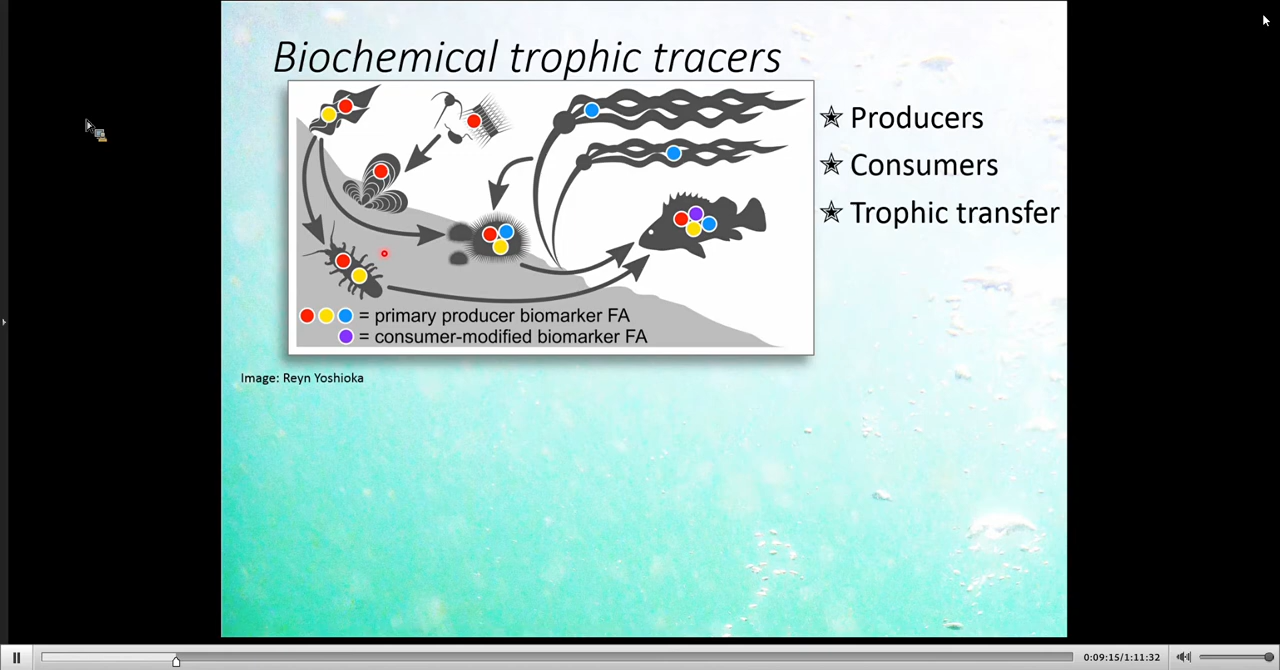 Biochemical trophic tracers
= primary producer biomarker FA
= consumer-modified biomarker FA
Image: Reyn Yoshioka
Producers
Consumers
Trophic transfer
0:09:15/1:11:32